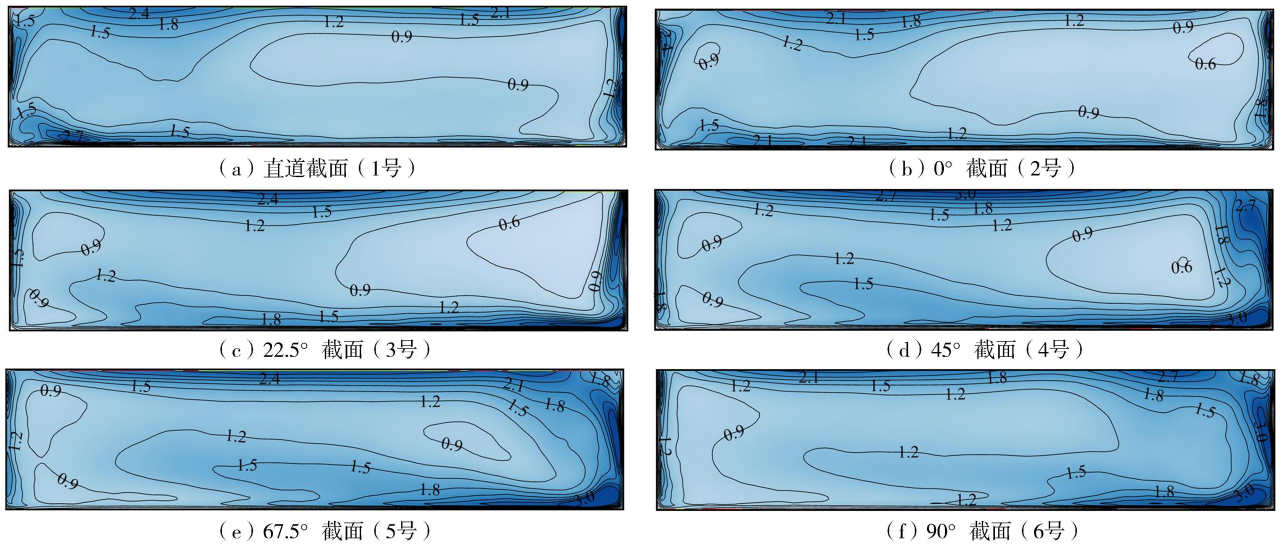 1.5 2.4 1.8 1.5 1.2 1.5 2.1 0.9 0.9 1.2 1.5 2.7 1.5
(a)直道截面(1号)
2.1 1.8 1.5 1.2 1.2 0.9 0.9 0.6 0.9 1.5 2.1 2.1 1.2
(b)0° 截面(2号)
2.4 1.5 1.2 0.6 0.9 1.5 1.2 0.9 0.9 0.9 1.2 1.8 1.5
(c)22.5° 截面(3号)
2.7 3.0 1.8 1.5 1.2 1.2 2.7 1.8 0.9 0.9 1.2 0.6 1.2 1.5 0.9 3.0
(d)45° 截面(4号)
0.9 1.5 2.4 2.1 1.8 1.2 1.5 1.8 1.2 1.2 0.9 1.5 1.5 0.9 1.8 3.0
(e)67.5° 截面(5号)
1.2 2.1 1.5 1.8 1.2 2.7 1.8 1.8 1.5 0.9 3.0 1.2 1.2 1.5 1.8 3.0 1.2
(f)90° 截面(6号)